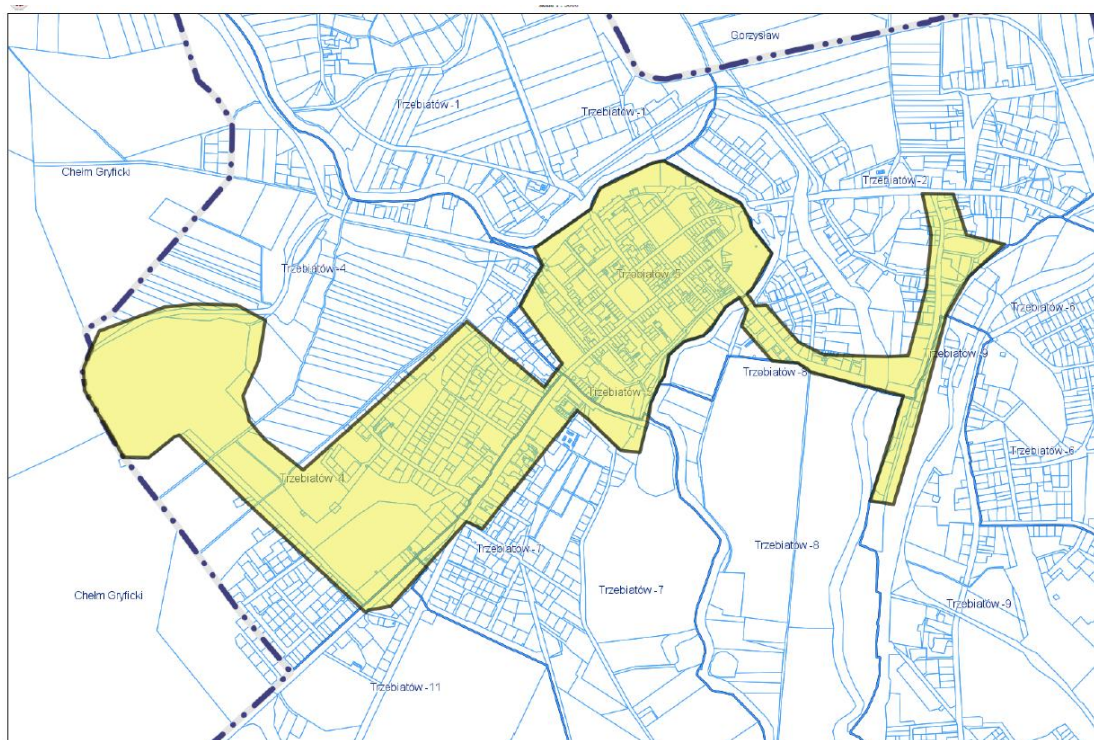 Gorzysław
Trzebiatów -1
Trzebiatów -1
Chełm Gryficki
Trzebiatów -2
Trzebiatów -4
Trzebiatów -5
Trzebiatów -6
Trzebiatów -9
Trzebiatów -8
Trzebiatów -5
Trzebiatów -6
Trzebiatów -4
Trzebiatów -7
Trzebiatów -8
Trzebiatów -7
Chełm Gryficki
Trzebiatów -9
Trzebiatów -11